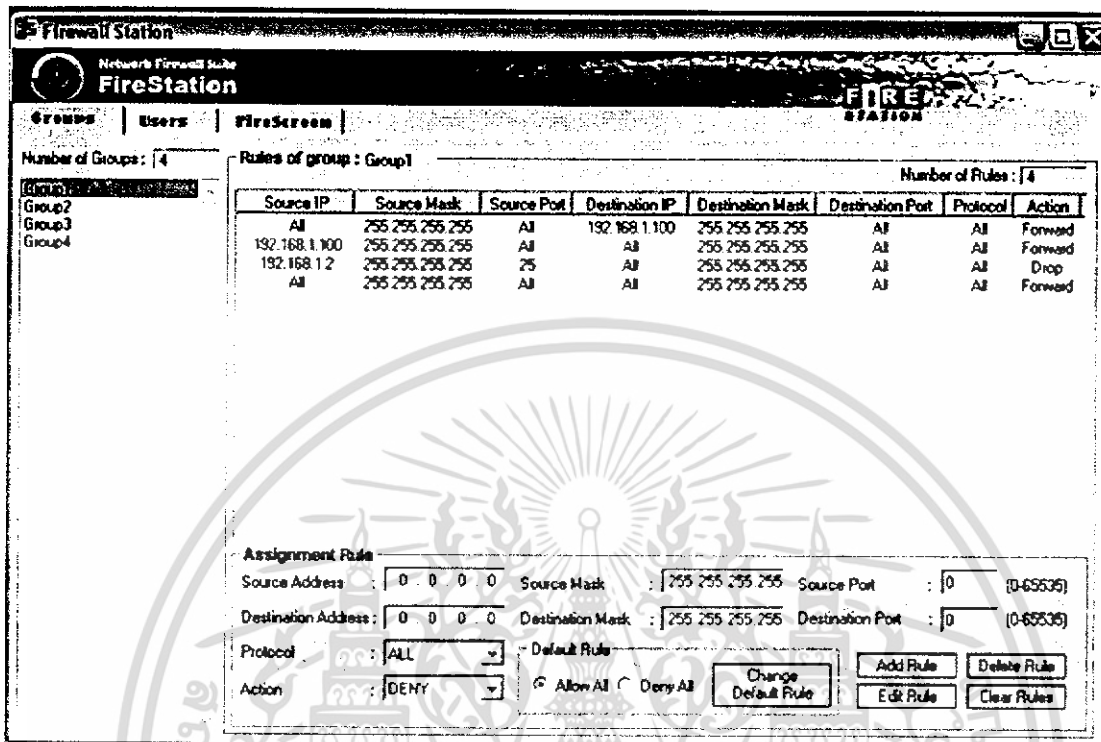 Firewall Station
Network Firewall Suite
FireStation
FIRE
STATION
Groups Users FireScreen
Number of Groups : 4
Rules of group : Group1
Number of Rules : 4
Group1
Group2
Group3
Group4
Source IP Source Mask Source Port Destination IP Destination Mask Destination Port Protocol Action
All 255.255.255.255 All 192.168.1.100 255.255.255.255 All All Forward
192.168.1.100 255.255.255.255 All All 255.255.255.255 All All Forward
192.168.1.2 255.255.255.255 25 All 255.255.255.255 All All Drop
All 255.255.255.255 All All 255.255.255.255 All All Forward
Assignment Rule
Source Address : 0 . 0 . 0 . 0 Source Mask : 255.255.255.255 Source Port : 0 (0-65535)
Destination Address : 0 0 0 0 Destination Mask : 255.255.255.255 Destination Port : 0 (0-65535)
Protocol : ALL
Default Rule
Action : DENY
Allow All Deny All
Change Default Rule
Add Rule Delete Rule
Edit Rule Clear Rules